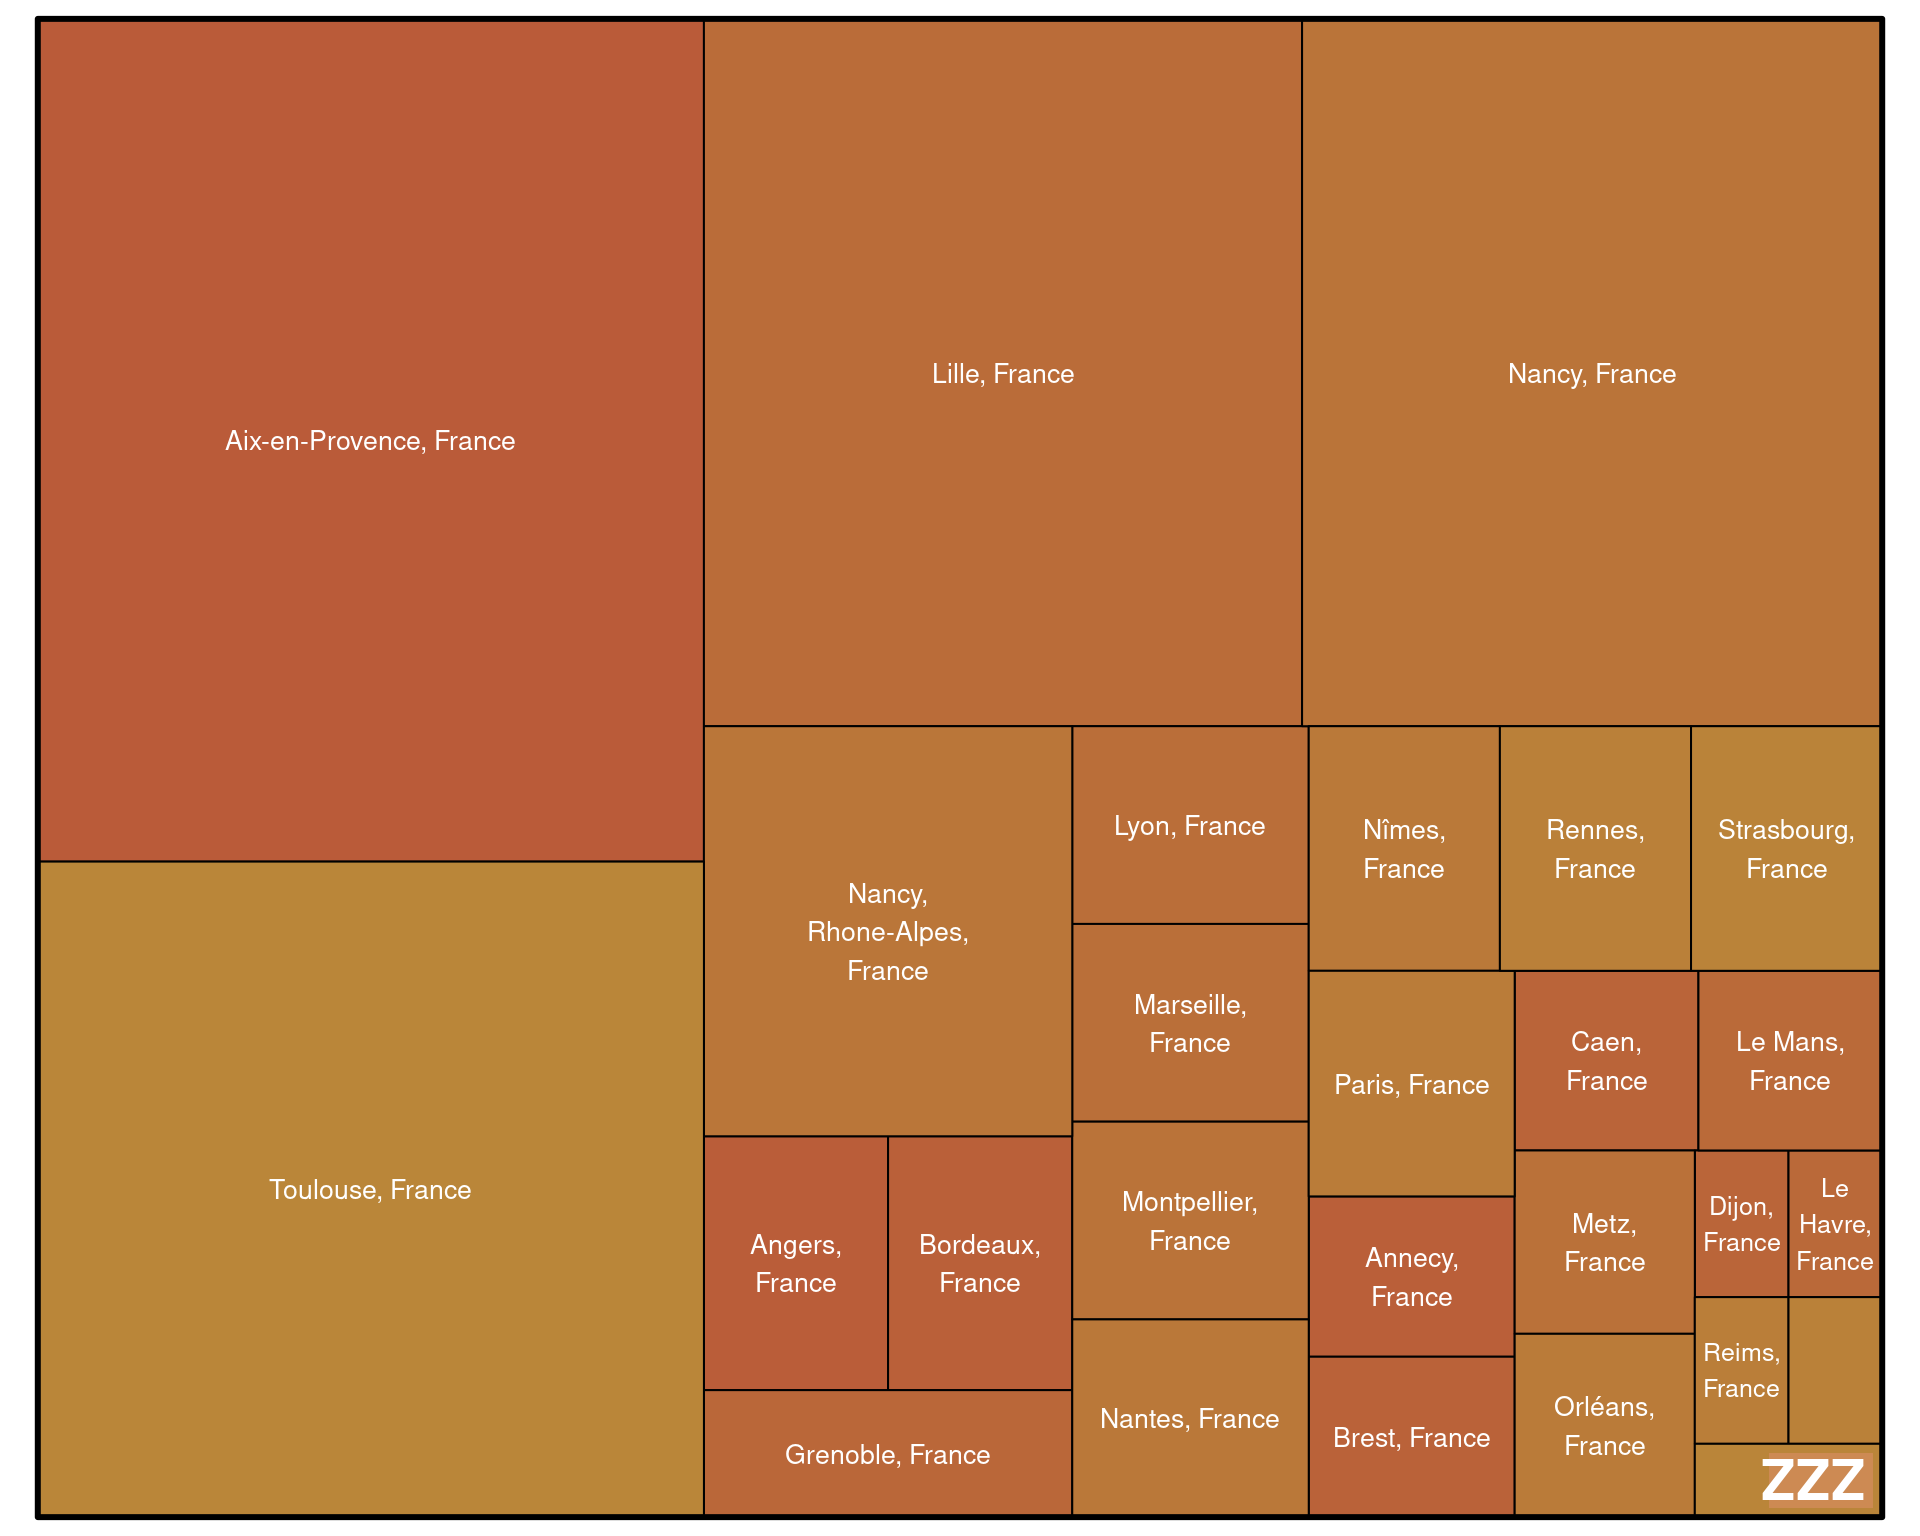 Aix-en-Provence, France
Lille, France
Nancy, France
Toulouse, France
Nancy,
Rhone-Alpes,
France
Lyon, France
Marseille,
France
Montpellier,
France
Nantes, France
Angers,
France
Bordeaux,
France
Grenoble, France
Nîmes,
France
Rennes,
France
Strasbourg,
France
Paris, France
Caen,
France
Le Mans,
France
Annecy,
France
Brest, France
Metz,
France
Orléans,
France
Dijon,
France
Le
Havre,
France
Reims,
France
ZZZ